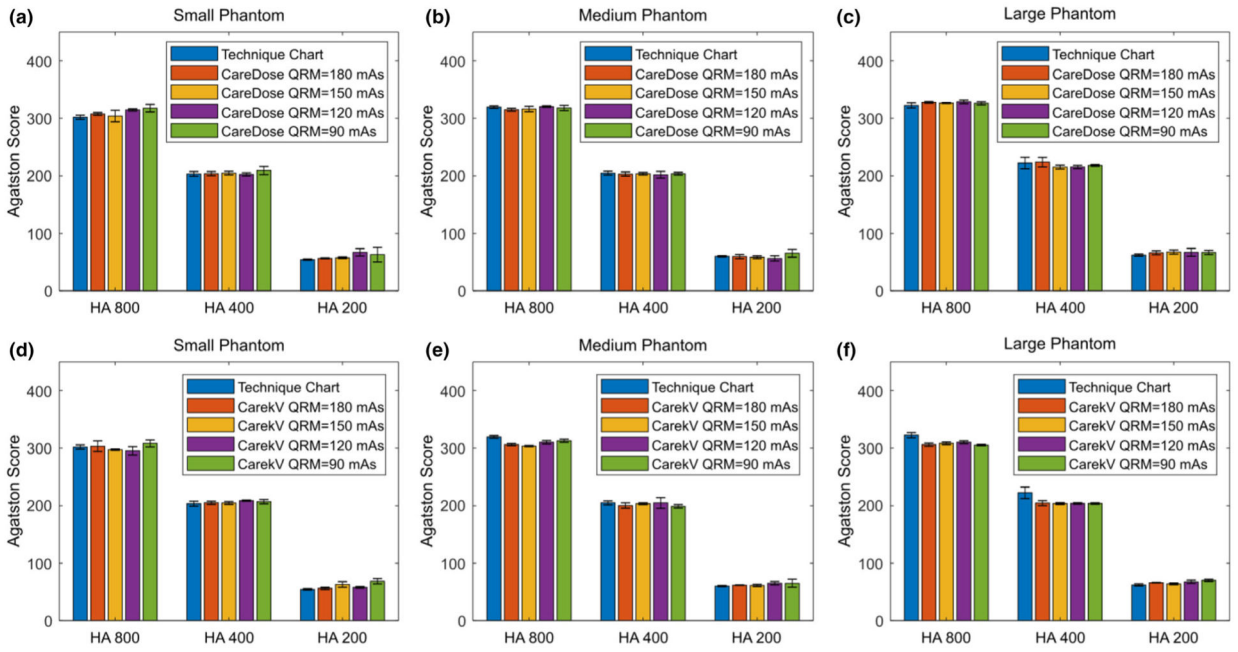 (a)
Small Phantom
Agatston Score
400
300
200
100
0
Technique Chart
CareDose QRM=180 mAs
CareDose QRM=150 mAs
CareDose QRM=120 mAs
CareDose QRM=90 mAs
HA 800
HA 400
HA 200
(b)
Medium Phantom
Agatston Score
400
300
200
100
0
Technique Chart
CareDose QRM=180 mAs
CareDose QRM=150 mAs
CareDose QRM=120 mAs
CareDose QRM=90 mAs
HA 800
HA 400
HA 200
(c)
Large Phantom
Agatston Score
400
300
200
100
0
Technique Chart
CareDose QRM=180 mAs
CareDose QRM=150 mAs
CareDose QRM=120 mAs
CareDose QRM=90 mAs
HA 800
HA 400
HA 200
(d)
Small Phantom
Agatston Score
400
300
200
100
0
Technique Chart
CarekV QRM=180 mAs
CarekV QRM=150 mAs
CarekV QRM=120 mAs
CarekV QRM=90 mAs
HA 800
HA 400
HA 200
(e)
Medium Phantom
Agatston Score
400
300
200
100
0
Technique Chart
CarekV QRM=180 mAs
CarekV QRM=150 mAs
CarekV QRM=120 mAs
CarekV QRM=90 mAs
HA 800
HA 400
HA 200
(f)
Large Phantom
Agatston Score
400
300
200
100
0
Technique Chart
CarekV QRM=180 mAs
CarekV QRM=150 mAs
CarekV QRM=120 mAs
CarekV QRM=90 mAs
HA 800
HA 400
HA 200